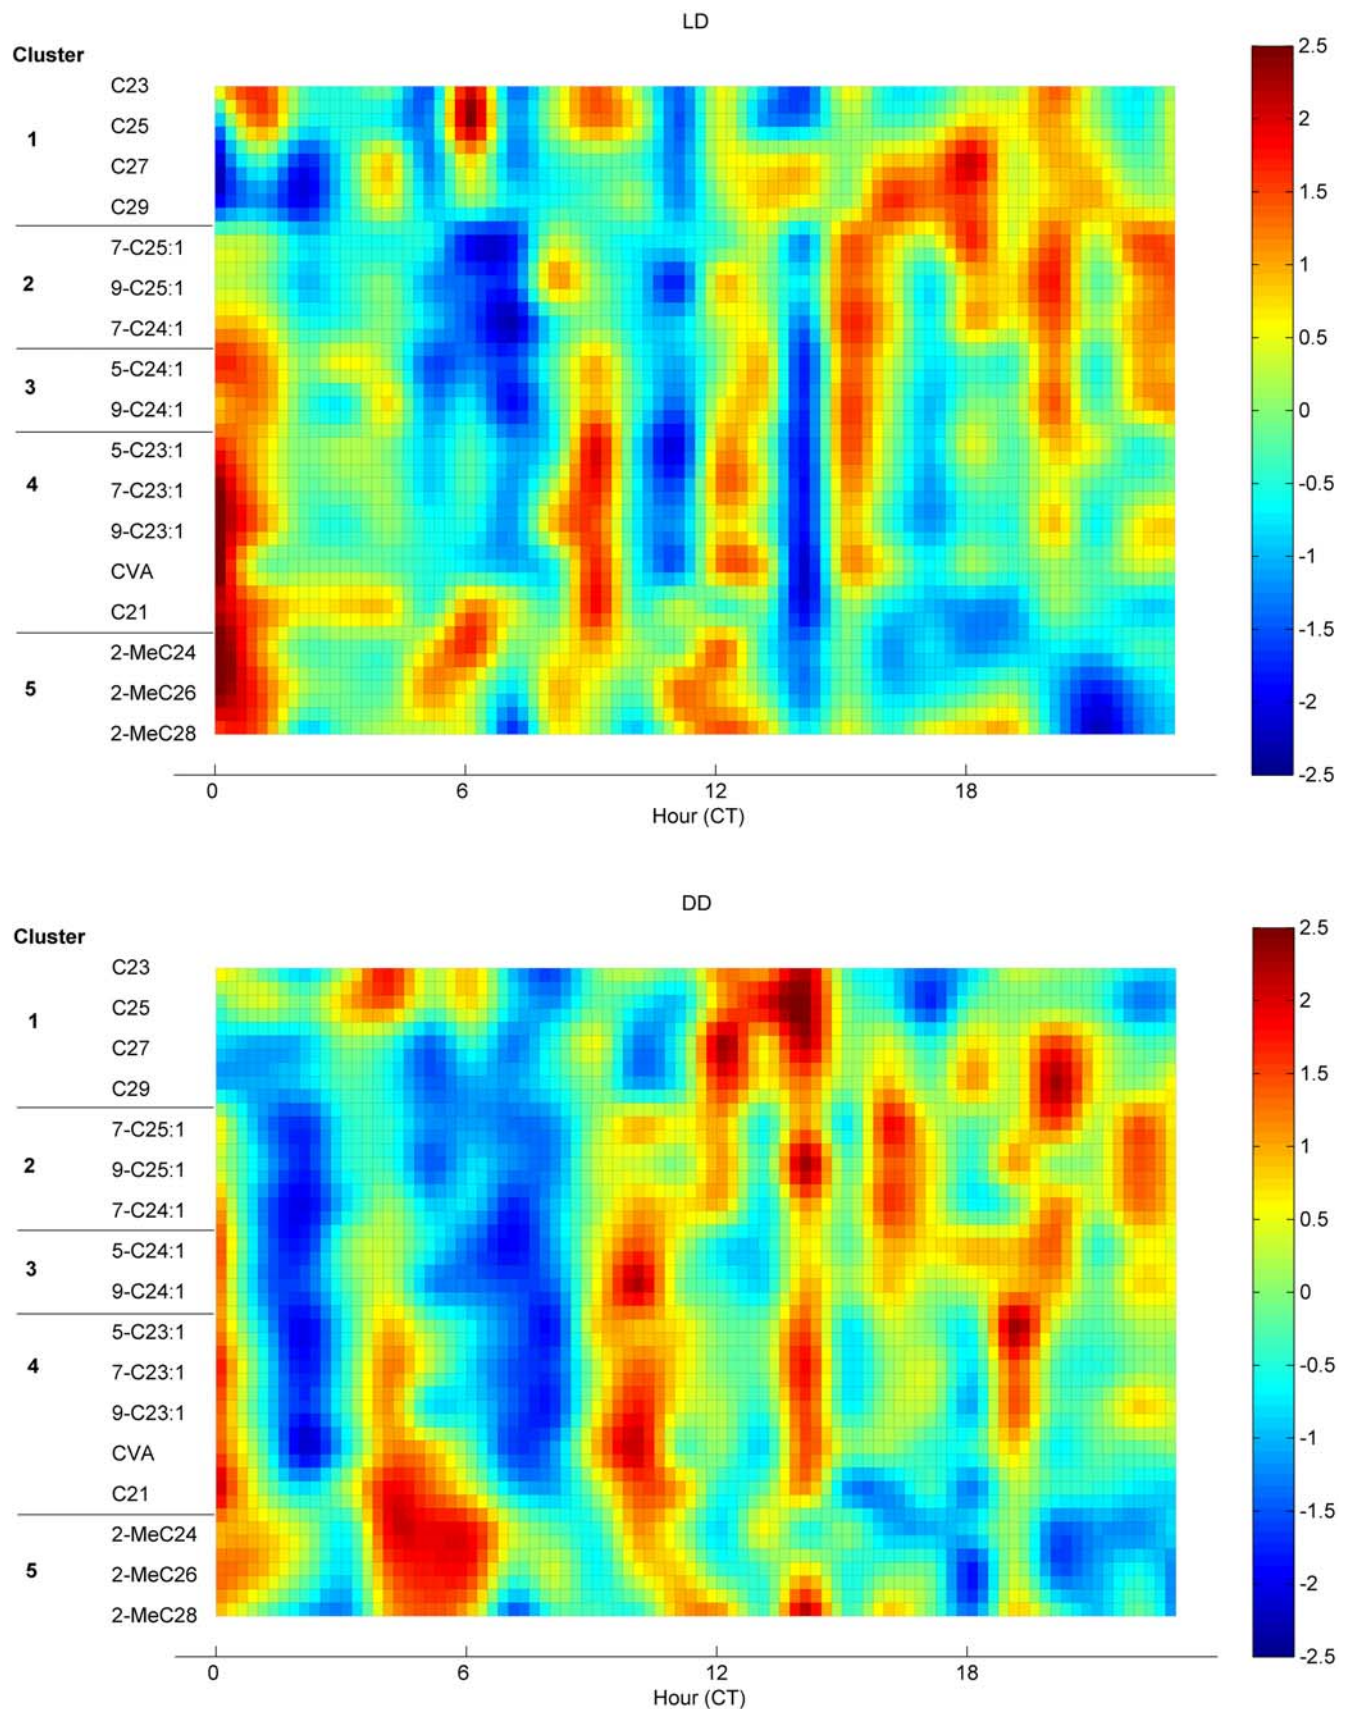 LD
Cluster
1
C23
C25
C27
C29
2
7-C25:1
9-C25:1
7-C24:1
3
5-C24:1
9-C24:1
4
5-C23:1
7-C23:1
9-C23:1
CVA
C21
5
2-MeC24
2-MeC26
2-MeC28
0 6 12 18
Hour (CT)
2.5
2
1.5
1
0.5
0
-0.5
-1
-1.5
-2
-2.5
DD
Cluster
1
C23
C25
C27
C29
2
7-C25:1
9-C25:1
7-C24:1
3
5-C24:1
9-C24:1
4
5-C23:1
7-C23:1
9-C23:1
CVA
C21
5
2-MeC24
2-MeC26
2-MeC28
0 6 12 18
Hour (CT)
2.5
2
1.5
1
0.5
0
-0.5
-1
-1.5
-2
-2.5